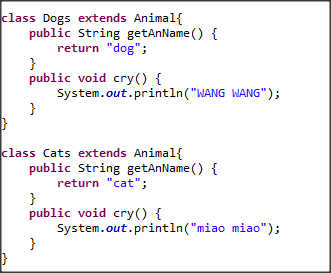 class Dogs extends Animal{
    public String getAnName() {
        return "dog";
    }
    public void cry() {
        System.out.println("WANG WANG");
    }
}

class Cats extends Animal{
    public String getAnName() {
        return "cat";
    }
    public void cry() {
        System.out.println("miao miao");
    }
}